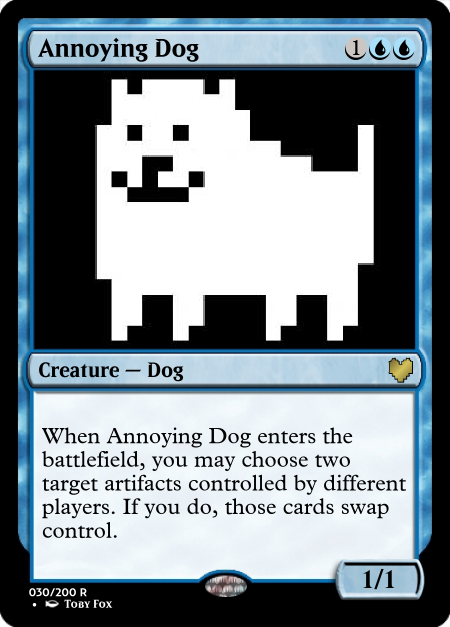 Annoying Dog 1
Creature — Dog
When Annoying Dog enters the
battlefield, you may choose two
target artifacts controlled by different
players. If you do, those cards swap
control.
1/1
030/200 R
• Toby Fox